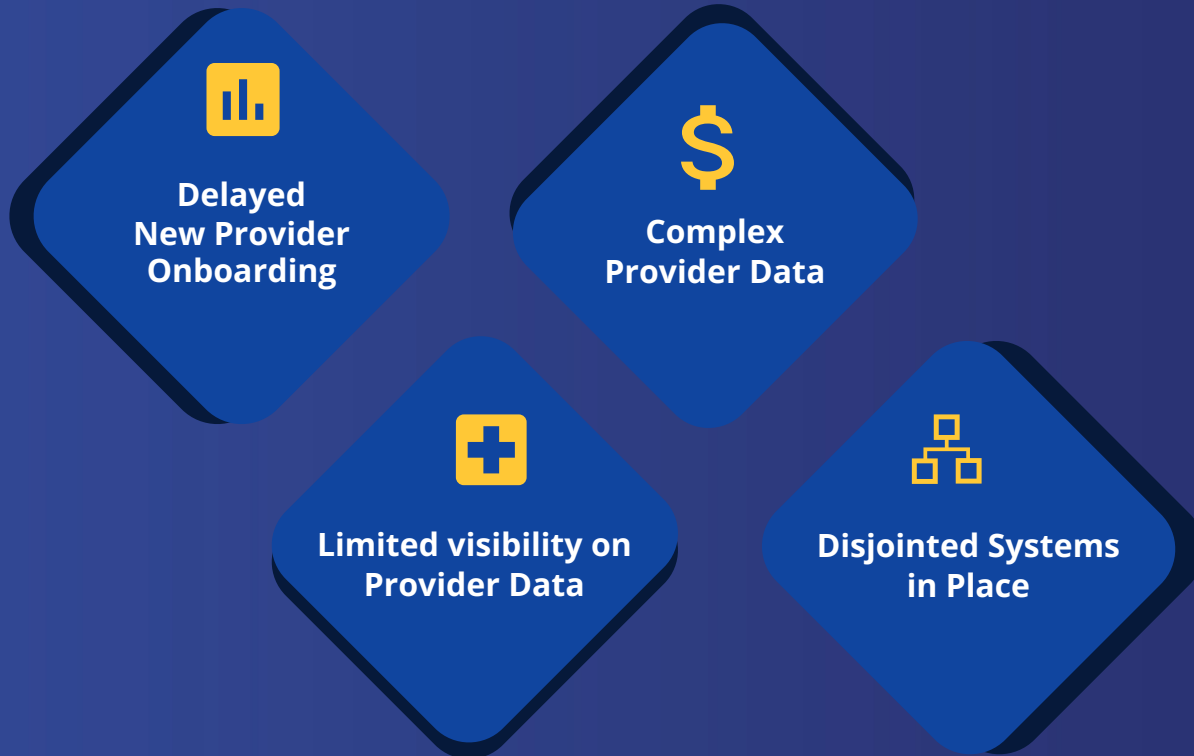 Delayed
New Provider
Onboarding
Complex
Provider Data
Limited visibility on
Provider Data
Disjointed Systems
in Place